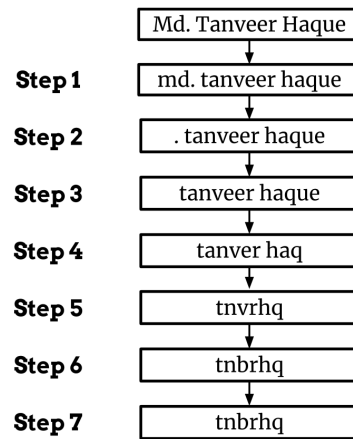 Md. Tanveer Haque
Step 1 md. tanveer haque
Step 2 . tanveer haque
Step 3 tanveer haque
Step 4 tanver haq
Step 5 tnvrhq
Step 6 tnbrhq
Step 7 tnbrhq